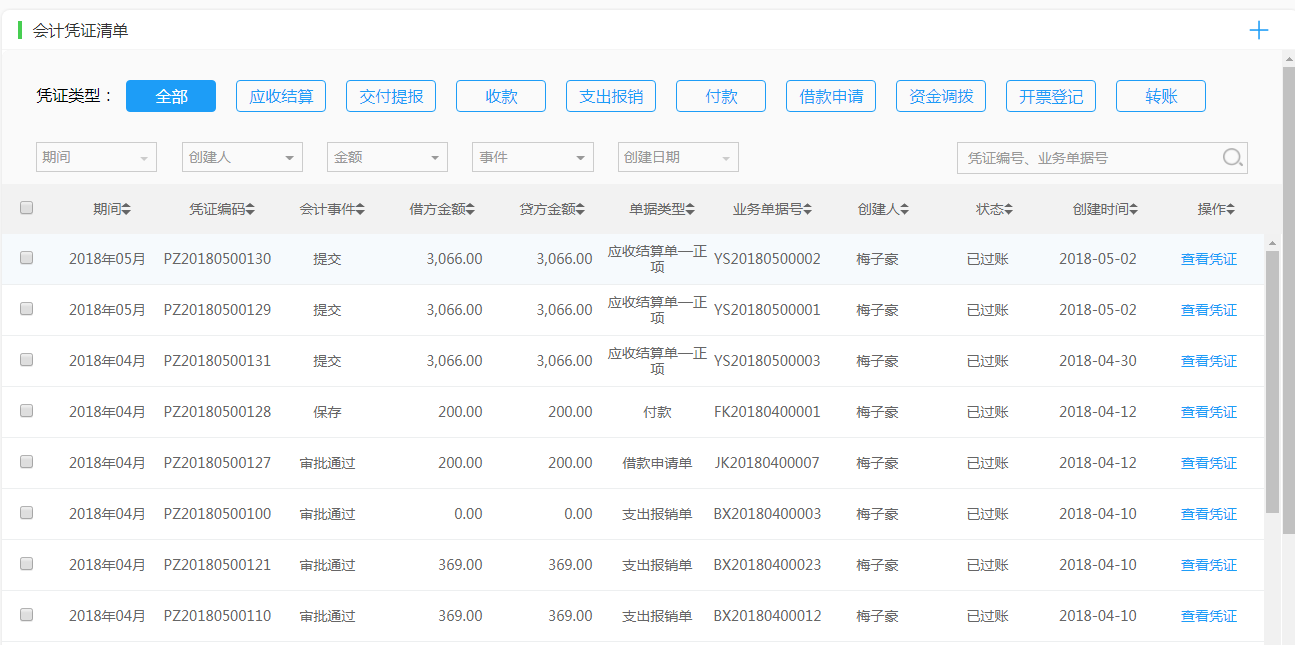 会计凭证清单
凭证类型： 全部 应收结算 交付提报 收款 支出报销 付款 借款申请 资金调拨 开票登记 转账
期间 创建人 金额 事件 创建日期 凭证编号、业务单据号
期间 凭证编码 会计事件 借方金额 贷方金额 单据类型 业务单据号 创建人 状态 创建时间 操作
2018年05月 PZ20180500130 提交 3,066.00 3,066.00 应收结算单—正项 YS20180500002 梅子豪 已过账 2018-05-02 查看凭证
2018年05月 PZ20180500129 提交 3,066.00 3,066.00 应收结算单—正项 YS20180500001 梅子豪 已过账 2018-05-02 查看凭证
2018年04月 PZ20180500131 提交 3,066.00 3,066.00 应收结算单—正项 YS20180500003 梅子豪 已过账 2018-04-30 查看凭证
2018年04月 PZ20180500128 保存 200.00 200.00 付款 FK20180400001 梅子豪 已过账 2018-04-12 查看凭证
2018年04月 PZ20180500127 审批通过 200.00 200.00 借款申请单 JK20180400007 梅子豪 已过账 2018-04-12 查看凭证
2018年04月 PZ20180500100 审批通过 0.00 0.00 支出报销单 BX20180400003 梅子豪 已过账 2018-04-10 查看凭证
2018年04月 PZ20180500121 审批通过 369.00 369.00 支出报销单 BX20180400023 梅子豪 已过账 2018-04-10 查看凭证
2018年04月 PZ20180500110 审批通过 369.00 369.00 支出报销单 BX20180400012 梅子豪 已过账 2018-04-10 查看凭证